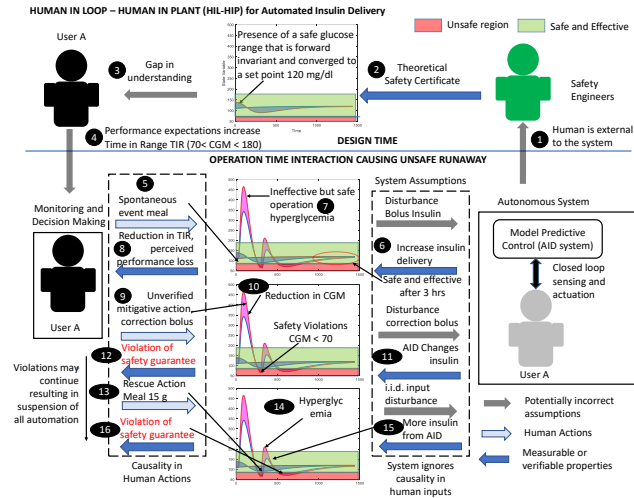 HUMAN IN LOOP – HUMAN IN PLANT (HIL-HIP) for Automated Insulin Delivery
Unsafe region
Safe and Effective
User A
Presence of a safe glucose
range that is forward
invariant and converged to
a set point 120 mg/dl
3
Gap in
understanding
2
Theoretical
Safety Certificate
Safety
Engineers
Time
4
Performance expectations increase
Time in Range TIR (70< CGM < 180)
DESIGN TIME
1
Human is external
to the system
OPERATION TIME INTERACTION CAUSING UNSAFE RUNAWAY
Monitoring and
Decision Making
User A
5
Spontaneous
event meal
8
Reduction in TIR,
perceived
performance loss
9
Unverified
mitigative action
correction bolus
12
Violation of
safety guarantee
13
Rescue Action
Meal 15 g
16
Violation of
safety guarantee
Causality in
Human Actions
Violations may
continue
resulting in
suspension of
all automation
Ineffective but safe
operation
hyperglycemia
7
Safe and effective
after 3 hrs
10
Reduction in CGM
Safety Violations
CGM < 70
14
Hyperglyc
emia
System Assumptions
Disturbance
Bolus Insulin
6
Increase insulin
delivery
Disturbance
correction bolus
11
AID Changes
insulin
i.i.d. input
disturbance
15
More insulin
from AID
System ignores
causality in
human inputs
Autonomous System
Model Predictive
Control (AID system)
Closed loop
sensing and
actuation
User A
Potentially incorrect
assumptions
Human Actions
Measurable or
verifiable properties